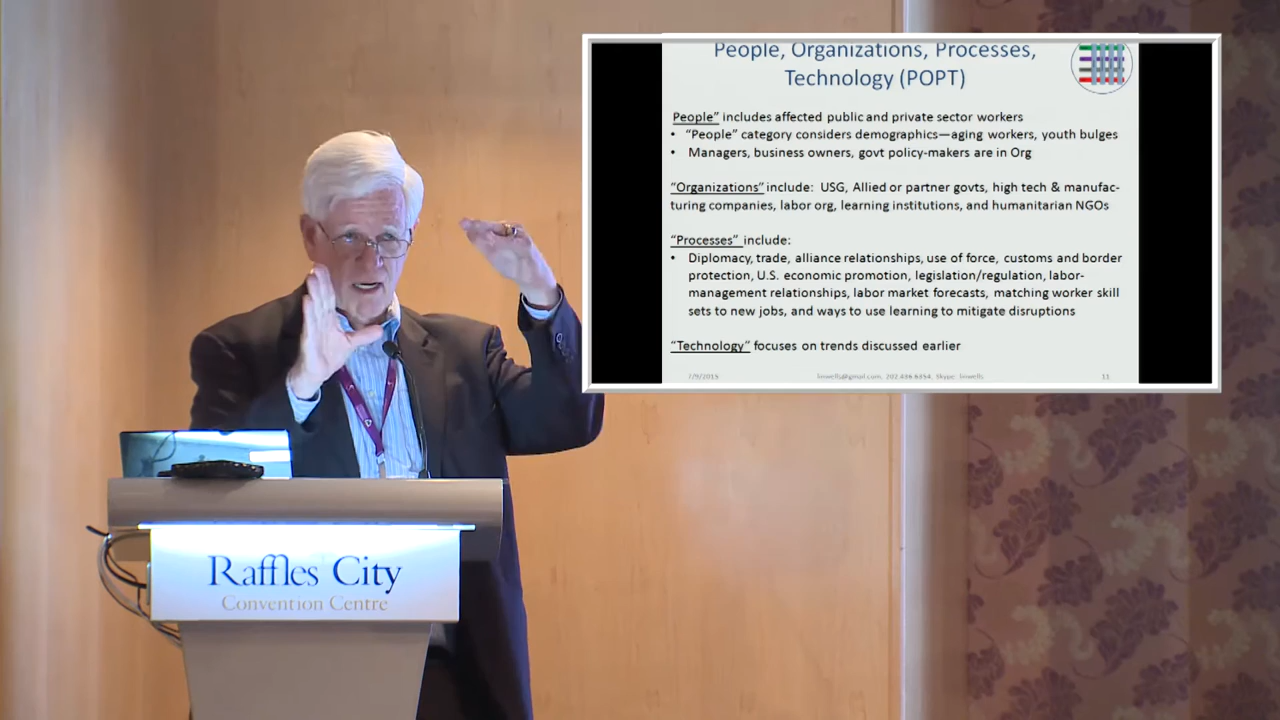 People, Organizations, Processes,
Technology (POPT)
People” includes affected public and private sector workers
• “People” category considers demographics—aging workers, youth bulges
• Managers, business owners, govt policy-makers are in Org
“Organizations” include: USG, Allied or partner govts, high tech & manufac-
turing companies, labor org, learning institutions, and humanitarian NGOs
“Processes” include:
• Diplomacy, trade, alliance relationships, use of force, customs and border
protection, U.S. economic promotion, legislation/regulation, labor-
management relationships, labor market forecasts, matching worker skill
sets to new jobs, and ways to use learning to mitigate disruptions
“Technology” focuses on trends discussed earlier
7/9/2015 Skype: linwells 11
Raffles City
Convention Centre